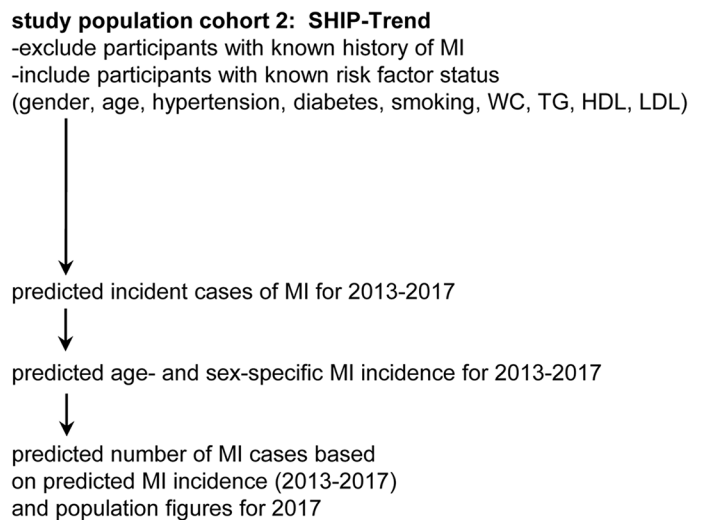 study population cohort 2: SHIP-Trend
-exclude participants with known history of MI
-include participants with known risk factor status
(gender, age, hypertension, diabetes, smoking, WC, TG, HDL, LDL)
predicted incident cases of MI for 2013-2017
predicted age- and sex-specific MI incidence for 2013-2017
predicted number of MI cases based
on predicted MI incidence (2013-2017)
and population figures for 2017